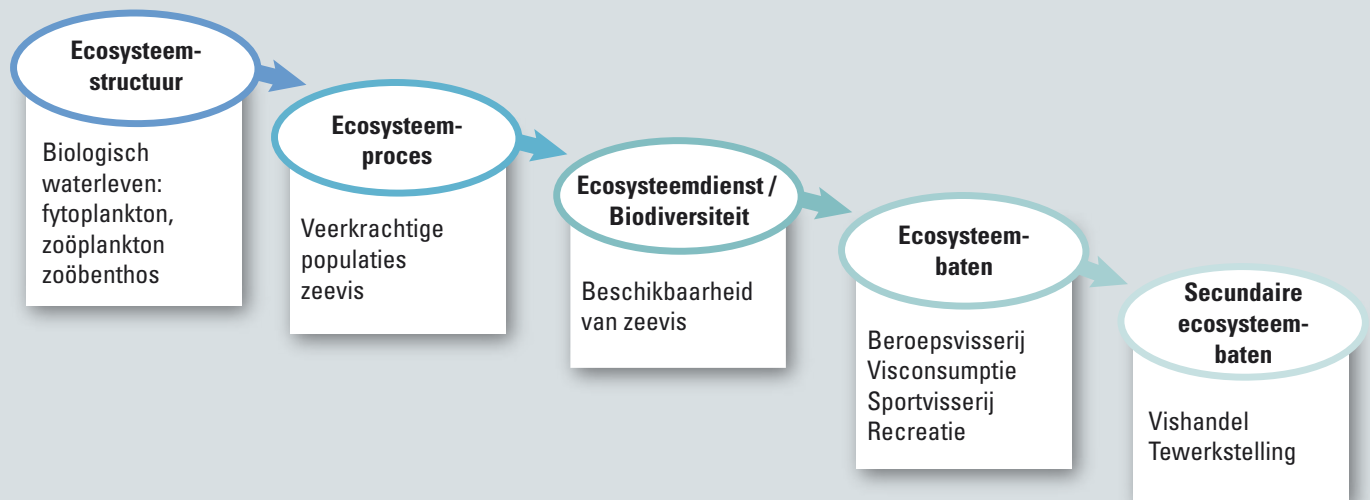 Ecosysteem-
structuur
Biologisch
waterleven:
fytoplankton,
zoöplankton
zoöbenthos
Ecosysteem-
proces
Veerkrachtige
populaties
zeevis
Ecosysteemdienst /
Biodiversiteit
Beschikbaarheid
van zeevis
Ecosysteem-
baten
Beroepsvisserij
Visconsumptie
Sportvisserij
Recreatie
Secundaire
ecosysteem-
baten
Vishandel
Tewerkstelling